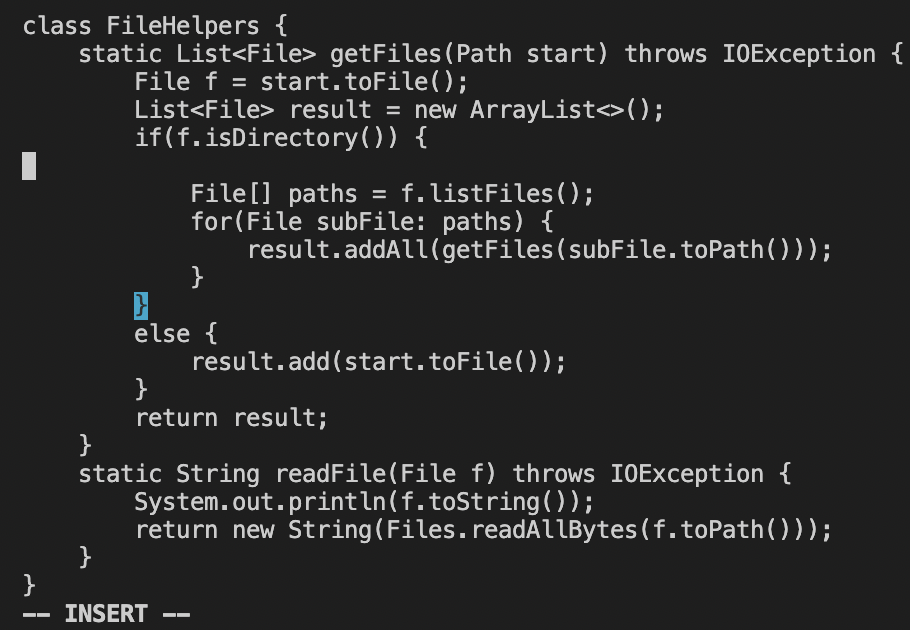 class FileHelpers {
    static List<File> getFiles(Path start) throws IOException {
        File f = start.toFile();
        List<File> result = new ArrayList<>();
        if(f.isDirectory()) {

            File[] paths = f.listFiles();
            for(File subFile: paths) {
                result.addAll(getFiles(subFile.toPath()));
            }
        }
        else {
            result.add(start.toFile());
        }
        return result;
    }
    static String readFile(File f) throws IOException {
        System.out.println(f.toString());
        return new String(Files.readAllBytes(f.toPath()));
    }
}
-- INSERT --